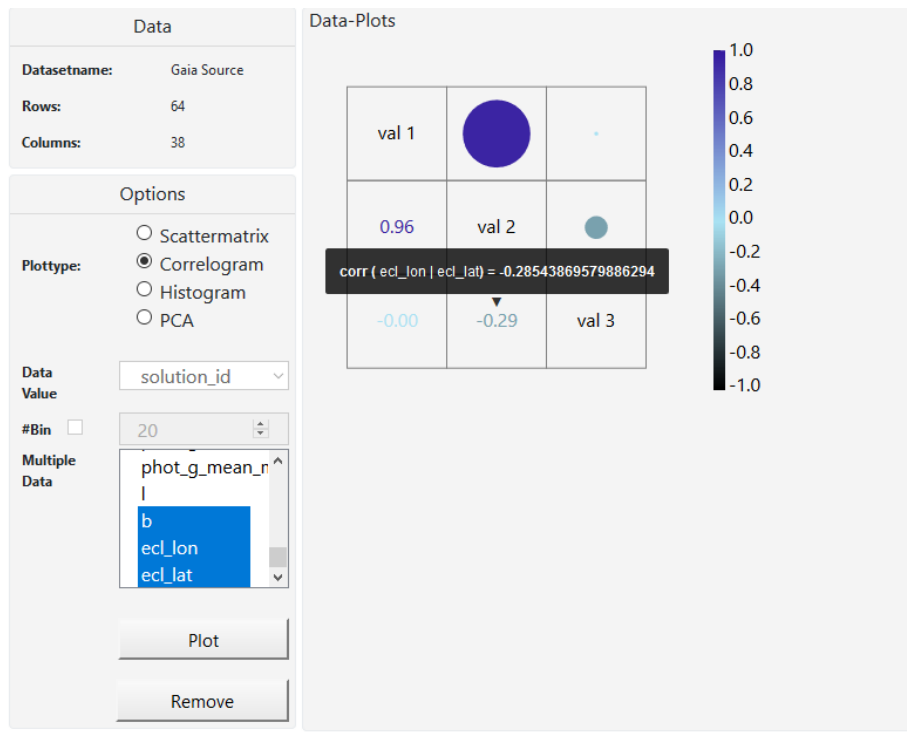 Data
Datasetname: Gaia Source
Rows: 64
Columns: 38
Options
Plottype:
Scattermatrix
Correlogram
Histogram
PCA
Data Value
solution_id
#Bin
20
Multiple Data
phot_g_mean_m
l
b
ecl_lon
ecl_lat
Plot
Remove
Data-Plots
val 1
0.96 val 2
corr ( ecl_lon | ecl_lat) = -0.28543869579886294
-0.00 -0.29 val 3
1.0
0.8
0.6
0.4
0.2
0.0
-0.2
-0.4
-0.6
-0.8
-1.0